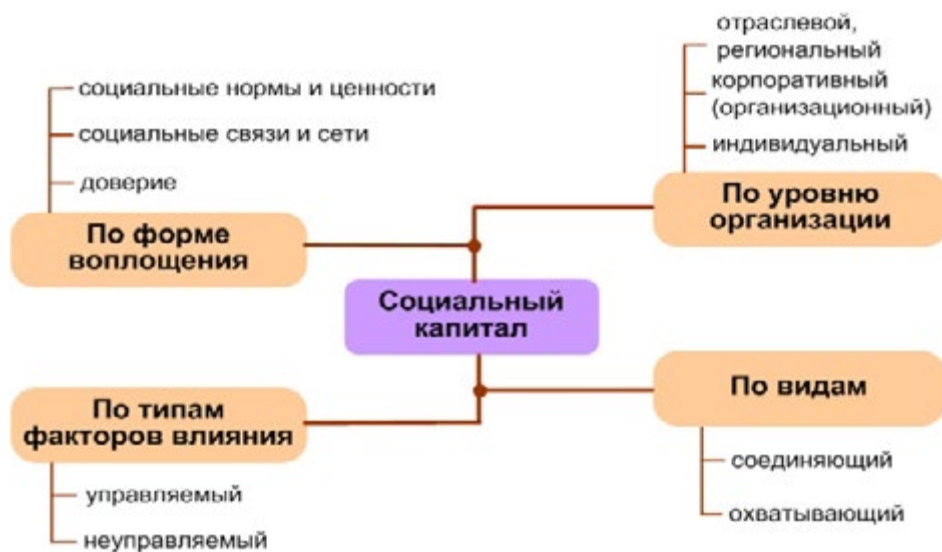 социальные нормы и ценности
социальные связи и сети
доверие
По форме
воплощения
отраслевой,
региональный
корпоративный
(организационный)
индивидуальный
По уровню
организации
Социальный
капитал
По типам
факторов влияния
управляемый
неуправляемый
По видам
соединяющий
охватывающий